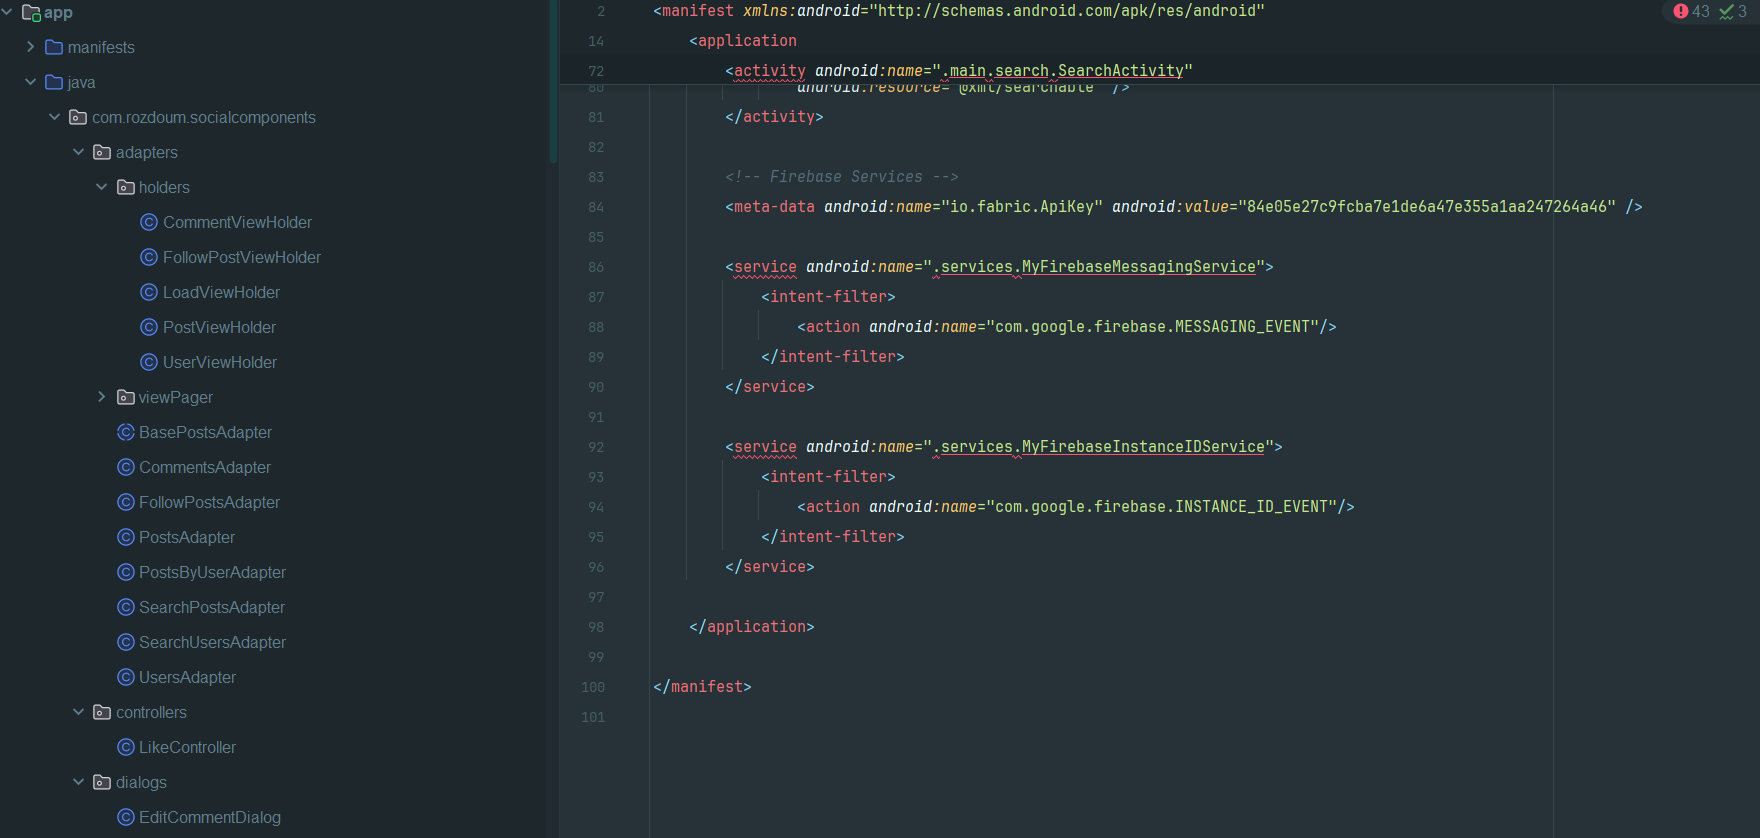 app
manifests
java
com.rozdoum.socialcomponents
adapters
holders
CommentViewHolder
FollowPostViewHolder
LoadViewHolder
PostViewHolder
UserViewHolder
viewPager
BasePostsAdapter
CommentsAdapter
FollowPostsAdapter
PostsAdapter
PostsByUserAdapter
SearchPostsAdapter
SearchUsersAdapter
UsersAdapter
controllers
LikeController
dialogs
EditCommentDialog
2 <manifest xmlns:android="http://schemas.android.com/apk/res/android"
43 3
14 <application
72 <activity android:name=".main.search.SearchActivity"
80 android:resource="@xml/searchable" />
81 </activity>
82
83 <!-- Firebase Services -->
84 <meta-data android:name="io.fabric.ApiKey" android:value="84e05e27c9fcba7e1de6a47e355a1aa247264a46" />
85
86 <service android:name=".services.MyFirebaseMessagingService">
87 <intent-filter>
88 <action android:name="com.google.firebase.MESSAGING_EVENT"/>
89 </intent-filter>
90 </service>
91
92 <service android:name=".services.MyFirebaseInstanceIDService">
93 <intent-filter>
94 <action android:name="com.google.firebase.INSTANCE_ID_EVENT"/>
95 </intent-filter>
96 </service>
97
98 </application>
99
100 </manifest>
101